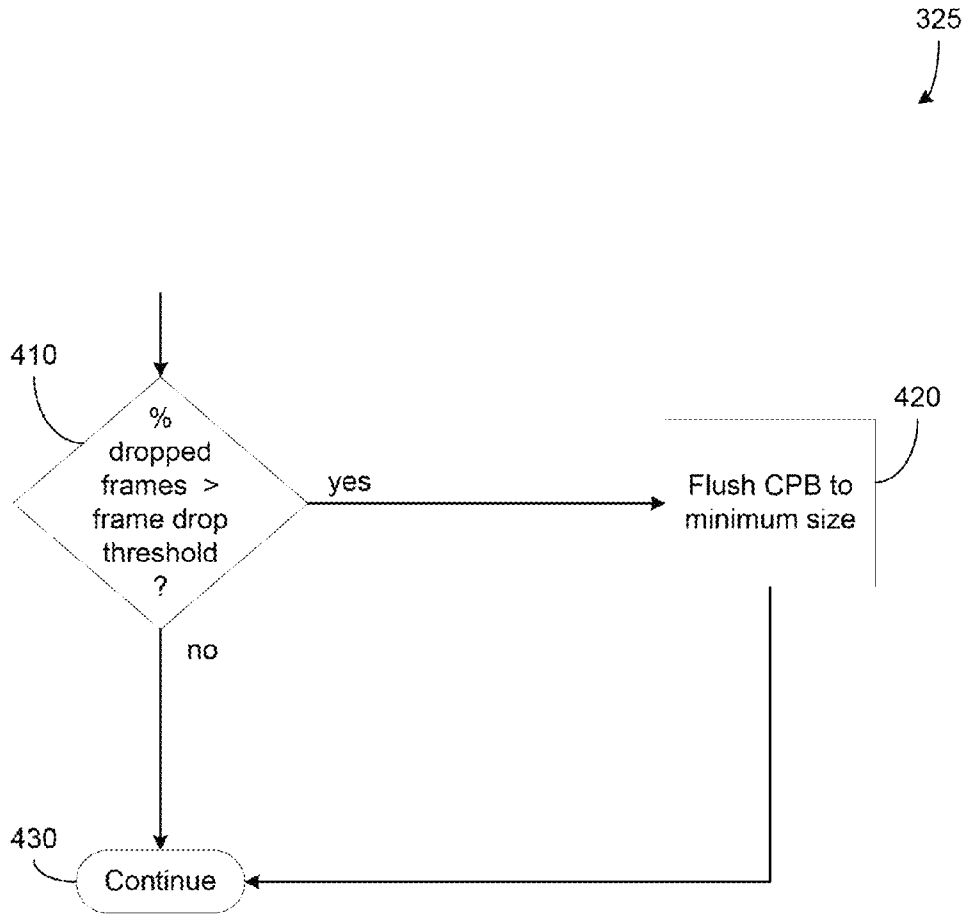 325
410
%
dropped
frames >
frame drop
threshold
?
yes
420
Flush CPB to
minimum size
no
430
Continue